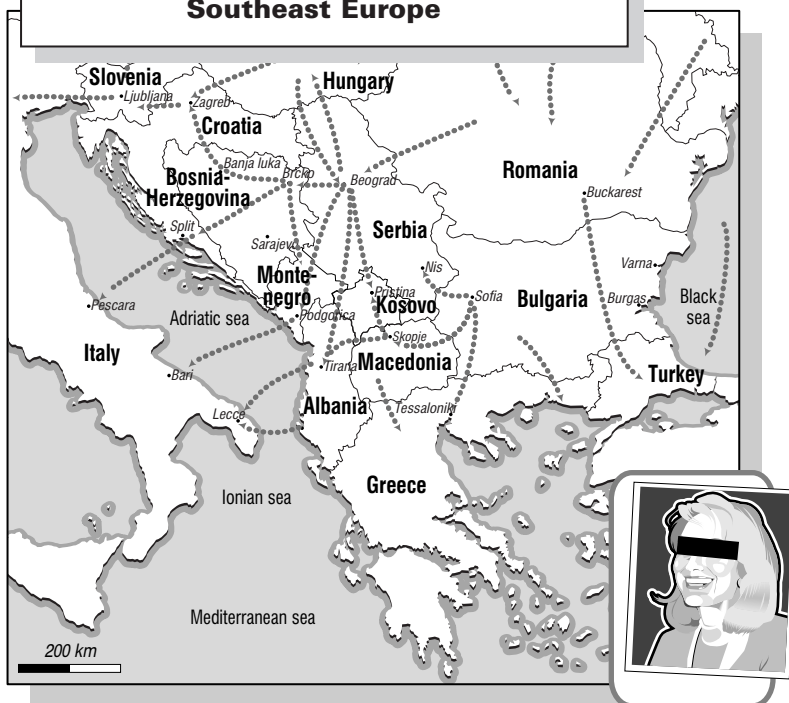 Southeast Europe
Slovenia
Ljubljana
Zagreb
Hungary
Croatia
Banja luka
Brcko
Beograd
Romania
Bosnia-
Herzegovina
Buckarest
Split
Sarajevo
Serbia
Monte-
negro
Nis
Varna
Pescara
Pristina
Kosovo
Sofia
Bulgaria
Burgas
Black
sea
Adriatic sea
Podgorica
Skopje
Italy
Bari
Tirana
Macedonia
Turkey
Lecce
Albania
Tessaloniki
Greece
Ionian sea
Mediterranean sea
200 km